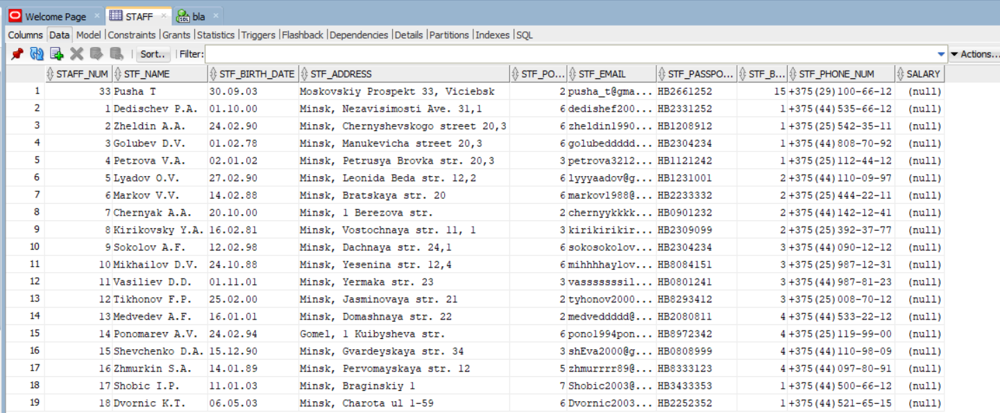 Welcome Page × STAFF × bla ×
Columns Data Model Constraints Grants Statistics Triggers Flashback Dependencies Details Partitions Indexes SQL
Sort.. Filter: Actions...
STAFF_NUM STF_NAME STF_BIRTH_DATE STF_ADDRESS STF_PO... STF_EMAIL STF_PASSPO... STF_B... STF_PHONE_NUM SALARY
1 33 Pusha T 30.09.03 Moskovskiy Prospekt 33, Viciebsk 2 pusha_t@gma... HB2661252 15 +375(29)100-66-12 (null)
2 1 Dedischev P.A. 01.10.00 Minsk, Nezavisimosti Ave. 31,1 6 dedishef200... HB2331252 1 +375(44)535-66-12 (null)
3 2 Zheldin A.A. 24.02.90 Minsk, Chernyshevskogo street 20,3 6 zheldin1990... HB1208912 1 +375(25)542-35-11 (null)
4 3 Golubev D.V. 01.02.78 Minsk, Manukevicha street 20,3 6 golubeddddd... HB2304234 1 +375(44)808-70-92 (null)
5 4 Petrova V.A. 02.01.02 Minsk, Petrusya Brovka str. 20,3 3 petrova3212... HB1121242 1 +375(25)112-44-12 (null)
6 5 Lyadov O.V. 27.02.90 Minsk, Leonida Beda str. 12,2 6 lyyyaadov@g... HB1231001 2 +375(44)110-09-97 (null)
7 6 Markov V.V. 14.02.88 Minsk, Bratskaya str. 20 6 markov1988@... HB2233332 2 +375(25)444-22-11 (null)
8 7 Chernyak A.A. 20.10.00 Minsk, 1 Berezova str. 2 chernyykkkk... HB0901232 2 +375(44)142-12-41 (null)
9 8 Kirikovsky Y.A. 16.02.81 Minsk, Vostochnaya str. 11, 1 3 kirikirikir... HB2309099 2 +375(25)392-37-77 (null)
10 9 Sokolov A.F. 12.02.98 Minsk, Dachnaya str. 24,1 6 sokosokolov... HB2304234 3 +375(44)090-12-12 (null)
11 10 Mikhailov D.V. 24.10.88 Minsk, Yesenina str. 12,4 6 mihhhhaylov... HB8084151 3 +375(25)987-12-31 (null)
12 11 Vasiliev D.D. 01.11.01 Minsk, Yermaka str. 23 3 vasssssssil... HB0801241 3 +375(44)987-81-23 (null)
13 12 Tikhonov F.P. 25.02.00 Minsk, Jasminovaya str. 21 2 tyhonov2000... HB8293412 3 +375(25)008-70-12 (null)
14 13 Medvedev A.F. 16.01.01 Minsk, Domashnaya str. 22 2 medveddddd@... HB2080811 4 +375(44)533-22-12 (null)
15 14 Ponomarev A.V. 24.02.94 Gomel, 1 Kuibysheva str. 6 pono1994pon... HB8972342 4 +375(25)119-99-00 (null)
16 15 Shevchenko D.A. 15.12.90 Minsk, Gvardeyskaya str. 34 3 shEva2000@g... HB0808999 4 +375(44)110-98-09 (null)
17 16 Zhmurkin S.A. 14.01.89 Minsk, Pervomayskaya str. 12 5 zhmurrrr89@... HB8333123 4 +375(44)097-80-91 (null)
18 17 Shobic I.P. 11.01.03 Minsk, Braginskiy 1 7 Shobic2003@... HB3433353 1 +375(44)500-66-12 (null)
19 18 Dvornic K.T. 06.05.03 Minsk, Charota ul 1-59 6 Dvornic2003... HB2252352 1 +375(44)521-65-15 (null)